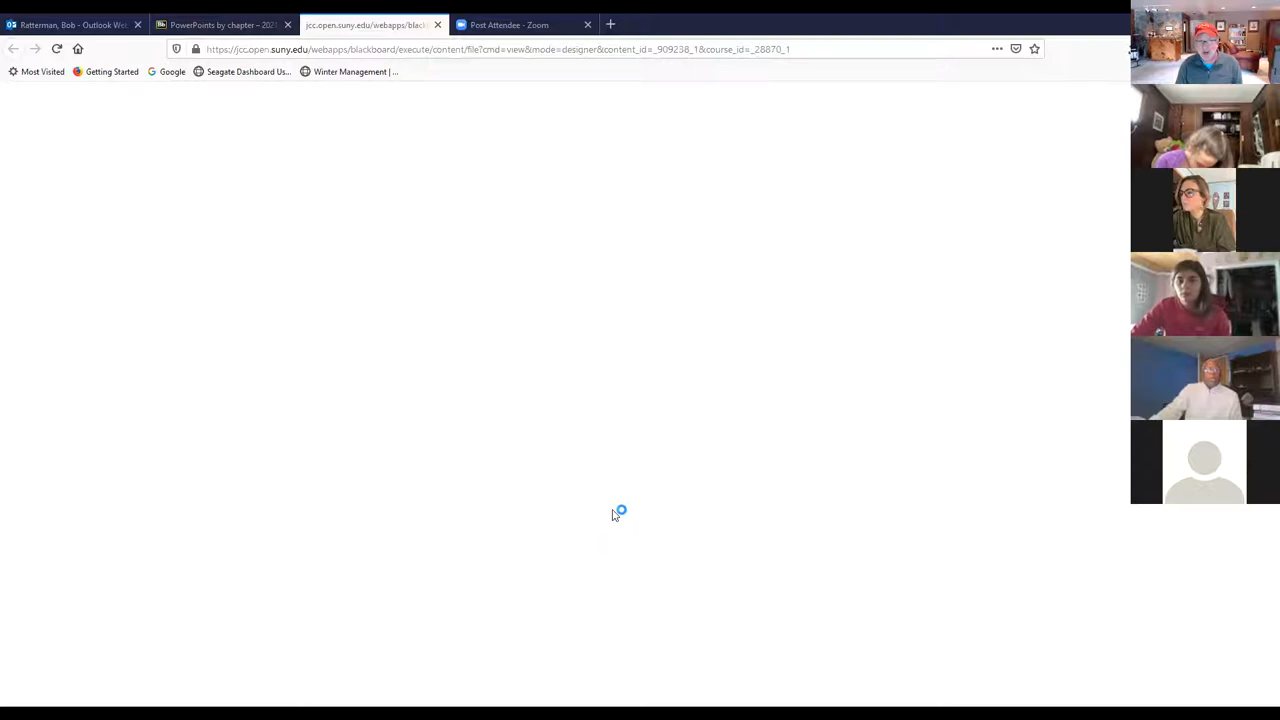 Ratterman, Bob - Outlook We
PowerPoints by chapter – 202
jcc.open.suny.edu/webapps/black
Post Attendee - Zoom
https://jcc.open.suny.edu/webapps/blackboard/execute/content/file?cmd=view&mode=designer&content_id=_909238_1&course_id=_28870_1
Most Visited Getting Started Google Seagate Dashboard Us... Winter Management | ...